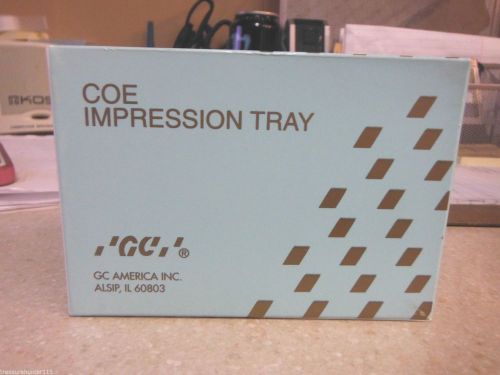 COE
IMPRESSION TRAY
GC®
GC AMERICA INC.
ALSIP, IL 60803